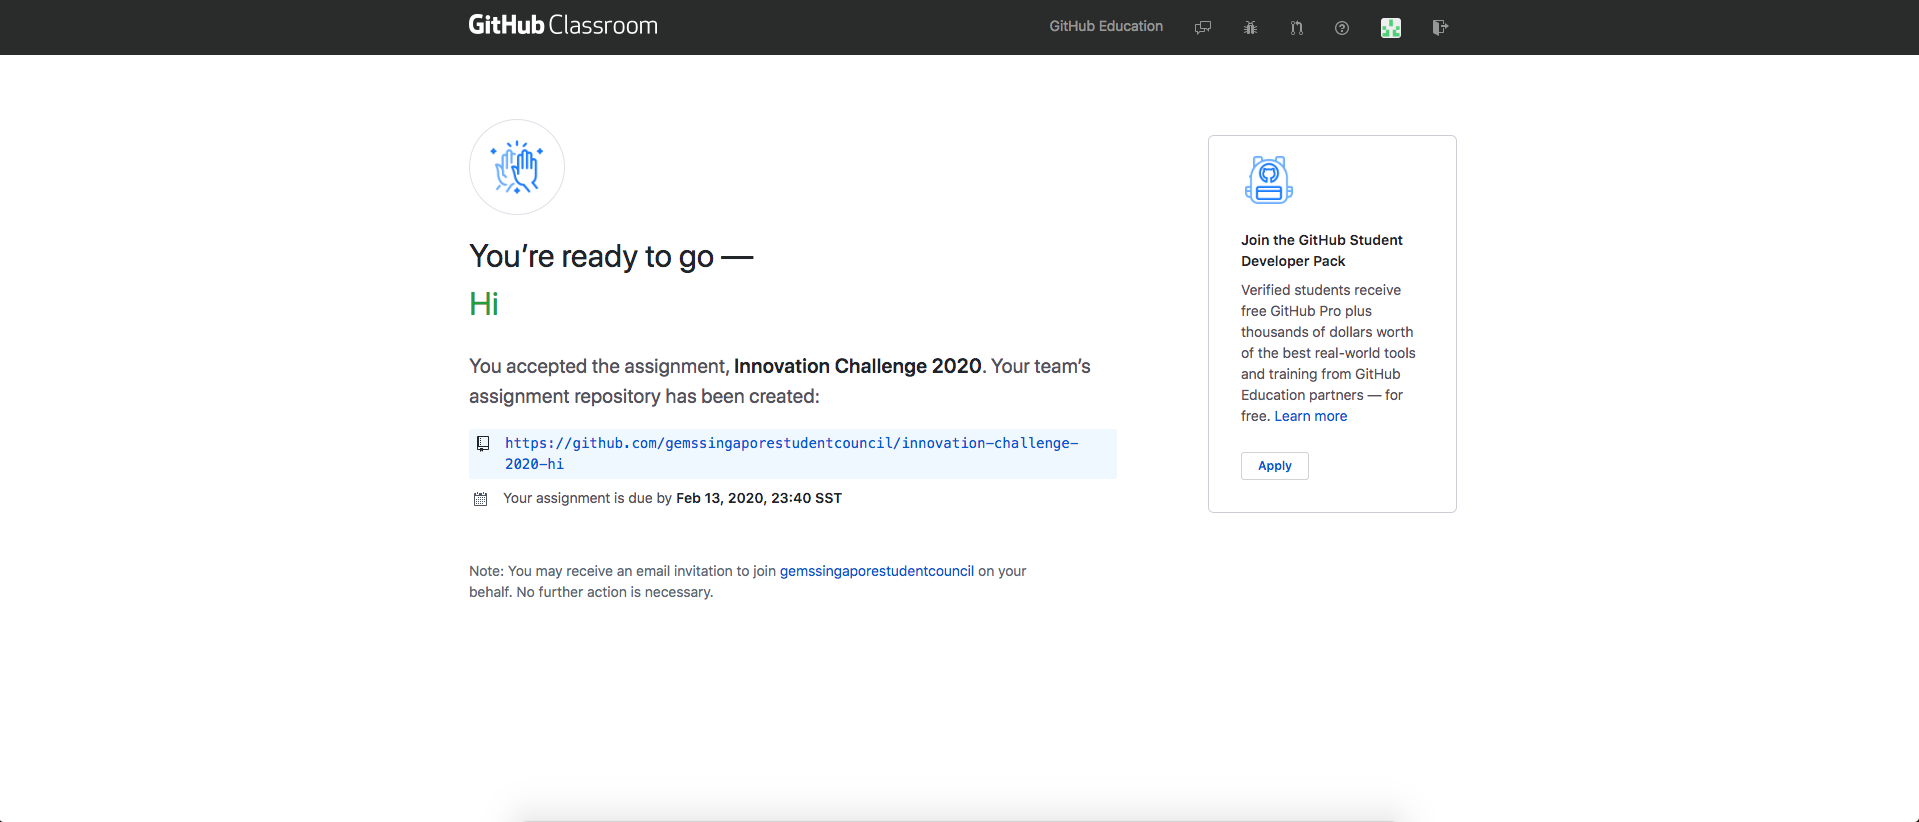 GitHub Classroom
GitHub Education
You’re ready to go —
Hi
You accepted the assignment, Innovation Challenge 2020. Your team’s
assignment repository has been created:
https://github.com/gemssingaporestudentcouncil/innovation-challenge-
2020-hi
Your assignment is due by Feb 13, 2020, 23:40 SST
Note: You may receive an email invitation to join gemssingaporestudentcouncil on your
behalf. No further action is necessary.
Join the GitHub Student
Developer Pack
Verified students receive
free GitHub Pro plus
thousands of dollars worth
of the best real-world tools
and training from GitHub
Education partners — for
free. Learn more
Apply